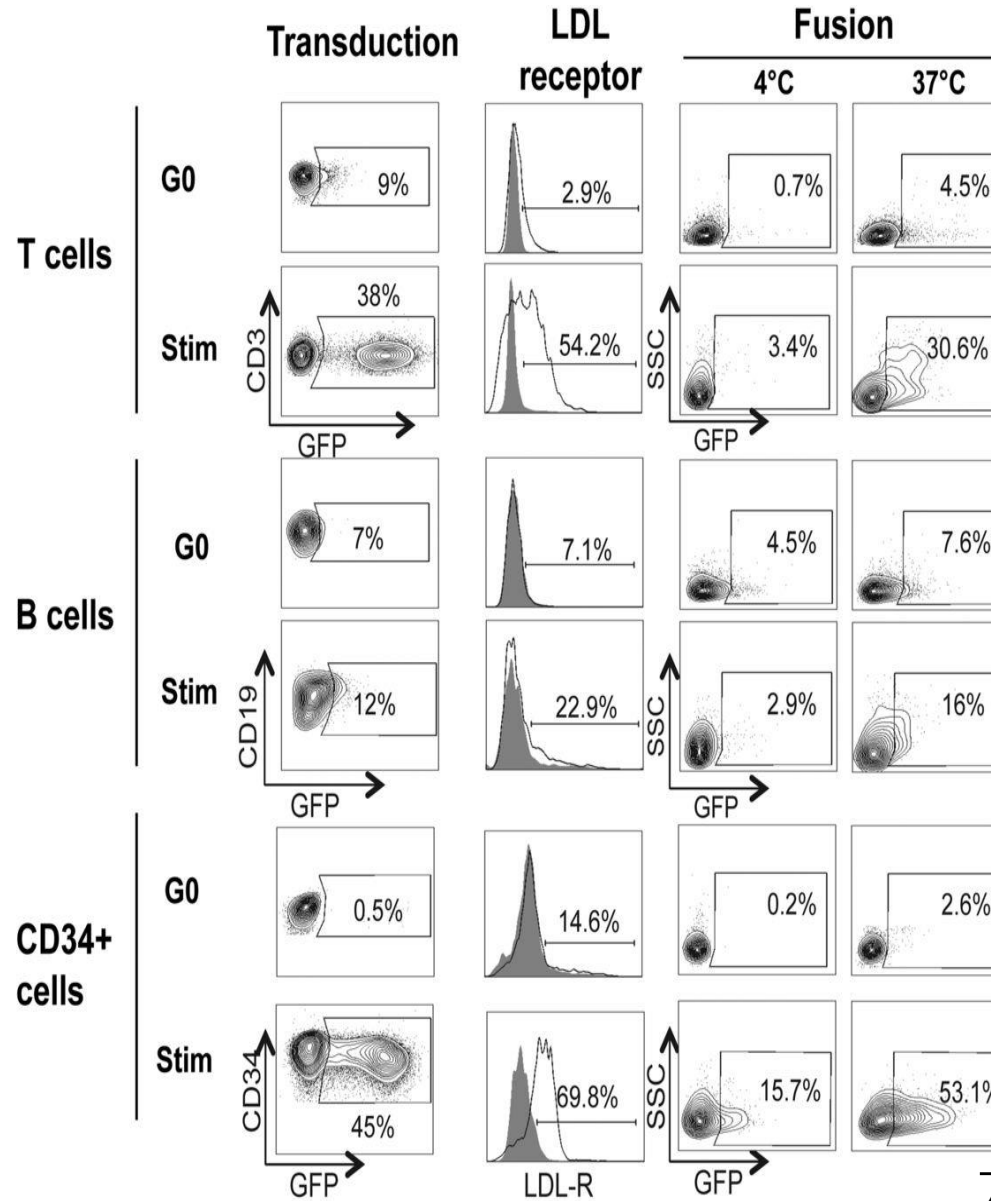 Transduction
LDL
receptor
Fusion
4°C
37°C
T cells
G0
9%
2.9%
0.7%
4.5%
Stim
38%
54.2%
3.4%
30.6%
CD3
GFP
SSC
GFP
B cells
G0
7%
7.1%
4.5%
7.6%
Stim
12%
22.9%
2.9%
16%
CD19
GFP
SSC
GFP
CD34+
cells
G0
0.5%
14.6%
0.2%
2.6%
Stim
45%
69.8%
15.7%
53.1%
CD34
GFP
LDL-R
SSC
GFP